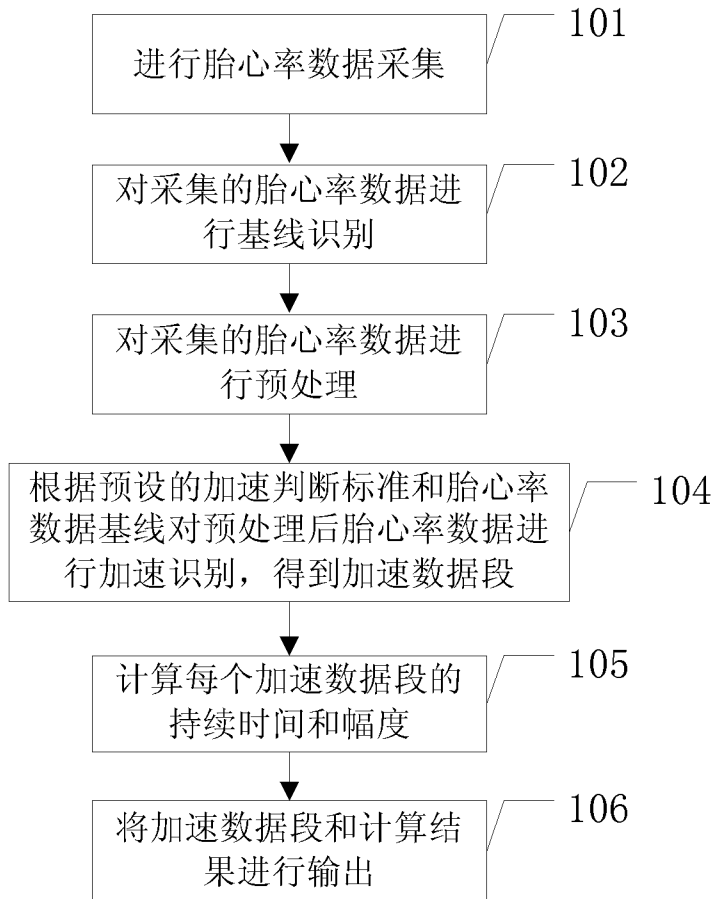 101
进行胎心率数据采集
102
对采集的胎心率数据进
行基线识别
103
对采集的胎心率数据进
行预处理
104
根据预设的加速判断标准和胎心率
数据基线对预处理后胎心率数据进
行加速识别，得到加速数据段
105
计算每个加速数据段的
持续时间和幅度
106
将加速数据段和计算结
果进行输出